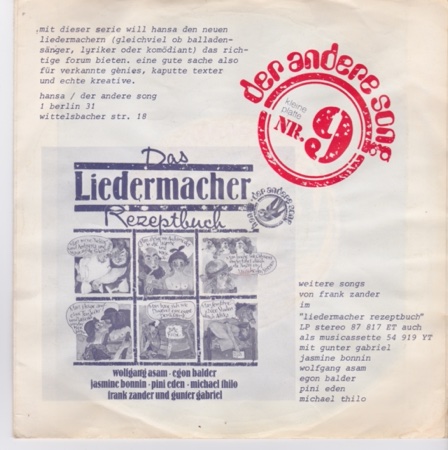 mit dieser serie will hansa den neuen
liedermachern (gleichviel ob balladen-
sänger, lyriker oder komödiant) das rich-
tige forum bieten. eine gute sache also
für verkannte génies, kaputte texter
und echte kreative.
hansa / der andere song
1 berlin 31
wittelsbacher str. 18
der andere song
kleine
platte
NR. 9
Das
Liedermacher
Rezeptbuch
wolfgang asam · egon balder
jasmine bonnin · pini eden · michael thilo
frank zander und gunter gabriel
weitere songs
von frank zander
im
"liedermacher rezeptbuch"
LP stereo 87 817 ET auch
als musicassette 54 919 YT
mit gunter gabriel
jasmine bonnin
wolfgang asam
egon balder
pini eden
michael thilo